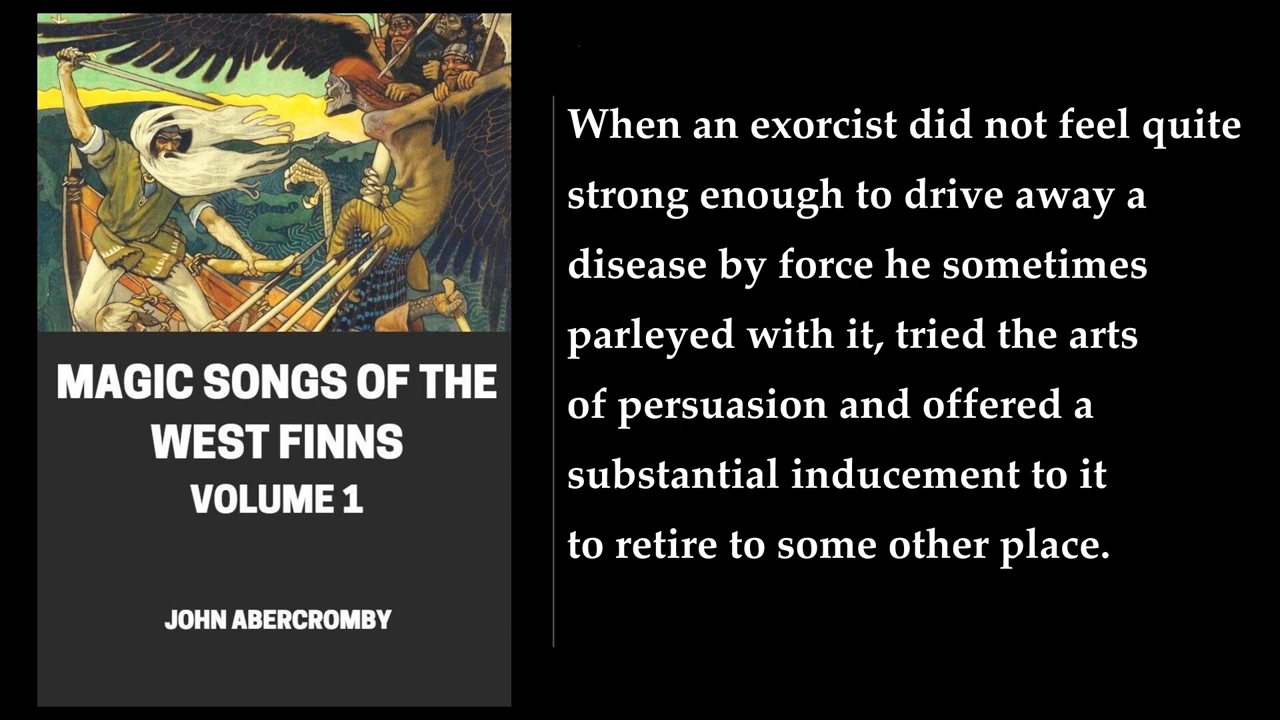 MAGIC SONGS OF THE
WEST FINNS
VOLUME 1
JOHN ABERCROMBY
When an exorcist did not feel quite
strong enough to drive away a
disease by force he sometimes
parleyed with it, tried the arts
of persuasion and offered a
substantial inducement to it
to retire to some other place.